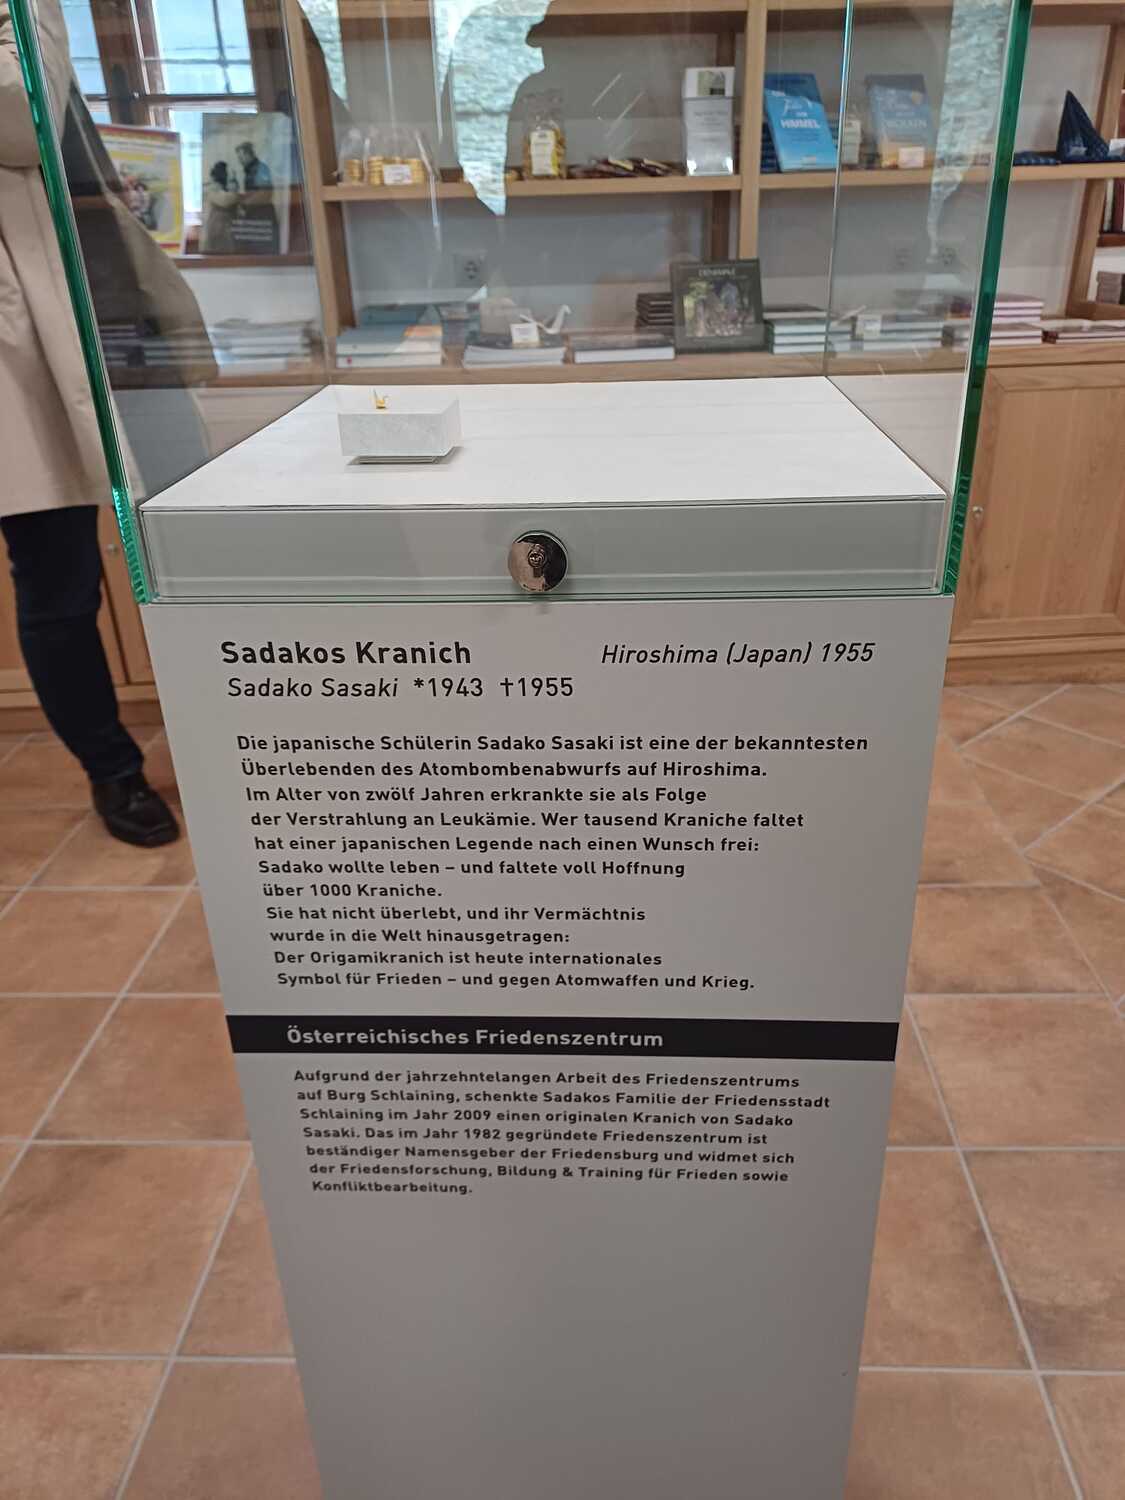 HIMMEL
DENKMALE
Sadakos Kranich
Hiroshima (Japan) 1955
Sadako Sasaki *1943 †1955
Die japanische Schülerin Sadako Sasaki ist eine der bekanntesten
Überlebenden des Atombombenabwurfs auf Hiroshima.
Im Alter von zwölf Jahren erkrankte sie als Folge
der Verstrahlung an Leukämie. Wer tausend Kraniche faltet
hat einer japanischen Legende nach einen Wunsch frei:
Sadako wollte leben – und faltete voll Hoffnung
über 1000 Kraniche.
Sie hat nicht überlebt, und ihr Vermächtnis
wurde in die Welt hinausgetragen:
Der Origamikranich ist heute internationales
Symbol für Frieden – und gegen Atomwaffen und Krieg.
Österreichisches Friedenszentrum
Aufgrund der jahrzehntelangen Arbeit des Friedenszentrums
auf Burg Schlaining, schenkte Sadakos Familie der Friedensstadt
Schlaining im Jahr 2009 einen originalen Kranich von Sadako
Sasaki. Das im Jahr 1982 gegründete Friedenszentrum ist
beständiger Namensgeber der Friedensburg und widmet sich
der Friedensforschung, Bildung & Training für Frieden sowie
Konfliktbearbeitung.